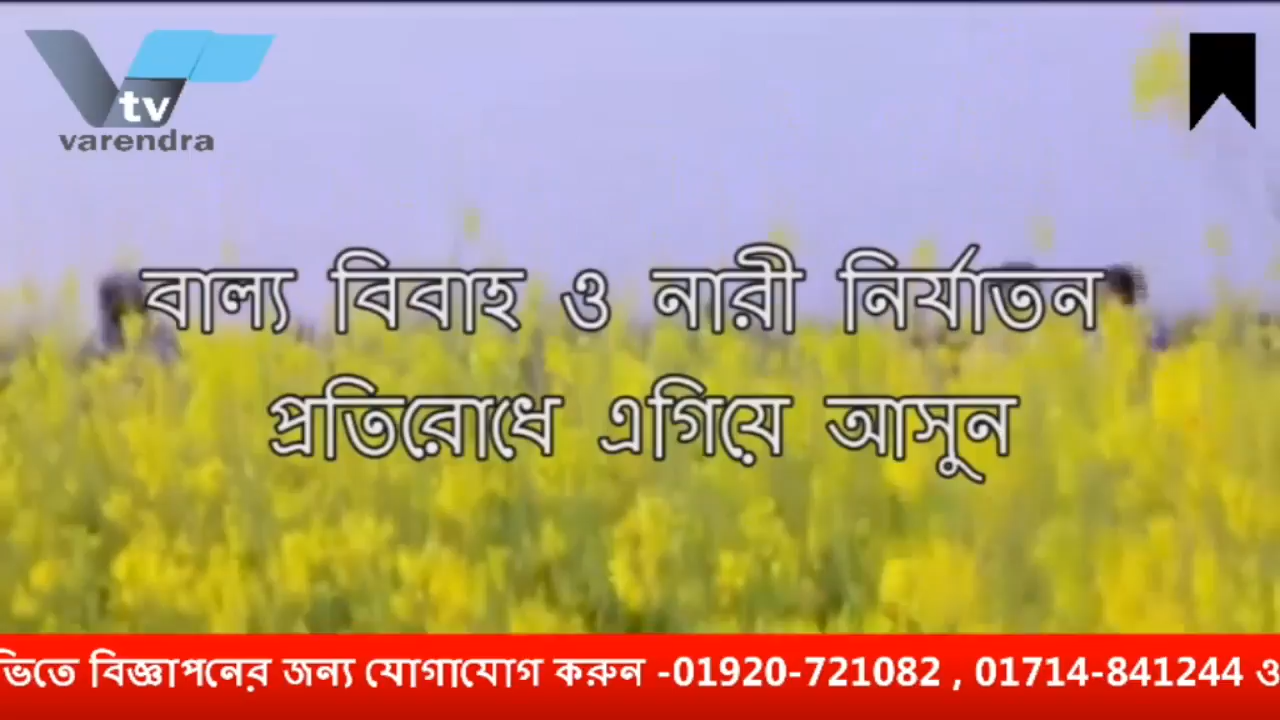 tv
varendra
বাল্য বিবাহ ও নারী নির্যাতন
প্রতিরোধে এগিয়ে আসুন
ভিতে বিজ্ঞাপনের জন্য যোগাযোগ করুন -01920-721082 , 01714-841244 ও